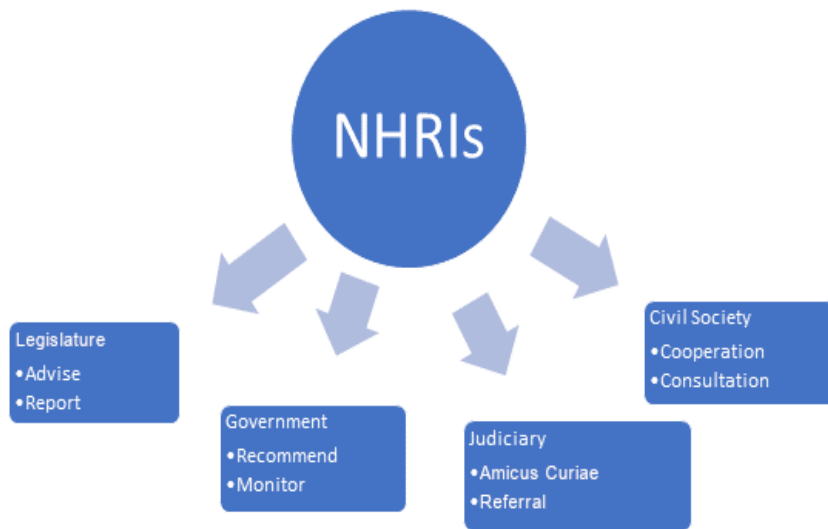 NHRIs
Legislature
•Advise
•Report
Government
•Recommend
•Monitor
Judiciary
•Amicus Curiae
•Referral
Civil Society
•Cooperation
•Consultation